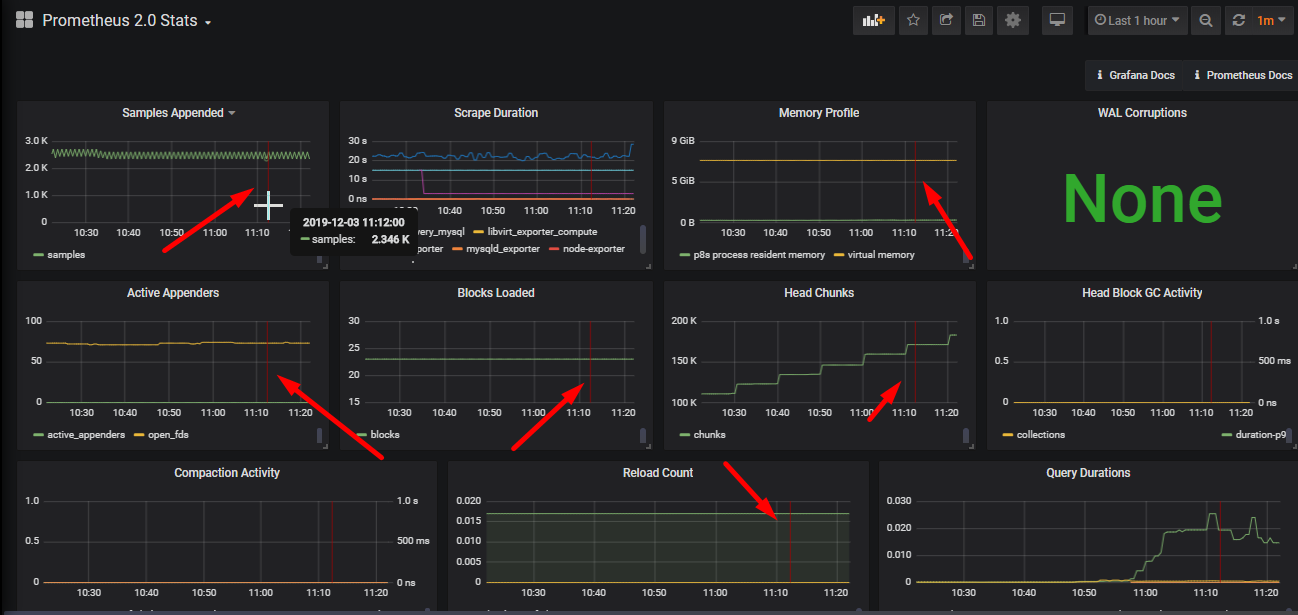 Prometheus 2.0 Stats
Last 1 hour
1m
i Grafana Docs
i Prometheus Docs
Samples Appended
3.0 K
2.0 K
1.0 K
0
10:30 10:40 10:50 11:00 11:10
samples
2019-12-03 11:12:00
samples: 2.346 K
Scrape Duration
30 s
20 s
10 s
0 ns
10:40 10:50 11:00 11:10 11:20
libvirt_exporter_compute
mysqld_exporter node-exporter
Memory Profile
9 GiB
5 GiB
0 B
10:30 10:40 10:50 11:00 11:10 11:20
p8s process resident memory virtual memory
WAL Corruptions
None
Active Appenders
100
50
0
10:30 10:40 10:50 11:00 11:10 11:20
active_appenders open_fds
Blocks Loaded
30
25
20
15
10:30 10:40 10:50 11:00 11:10 11:20
blocks
Head Chunks
200 K
150 K
100 K
10:30 10:40 10:50 11:00 11:10 11:20
chunks
Head Block GC Activity
1.0 1.0 s
0.5 500 ms
0 0 ns
10:30 10:40 10:50 11:00 11:10 11:20
collections duration-p9
Compaction Activity
1.0 1.0 s
0.5 500 ms
0 0 ns
10:30 10:40 10:50 11:00 11:10 11:20
Reload Count
0.020
0.015
0.010
0.005
0
10:30 10:40 10:50 11:00 11:10 11:20
Query Durations
0.030
0.020
0.010
0
10:30 10:40 10:50 11:00 11:10 11:20